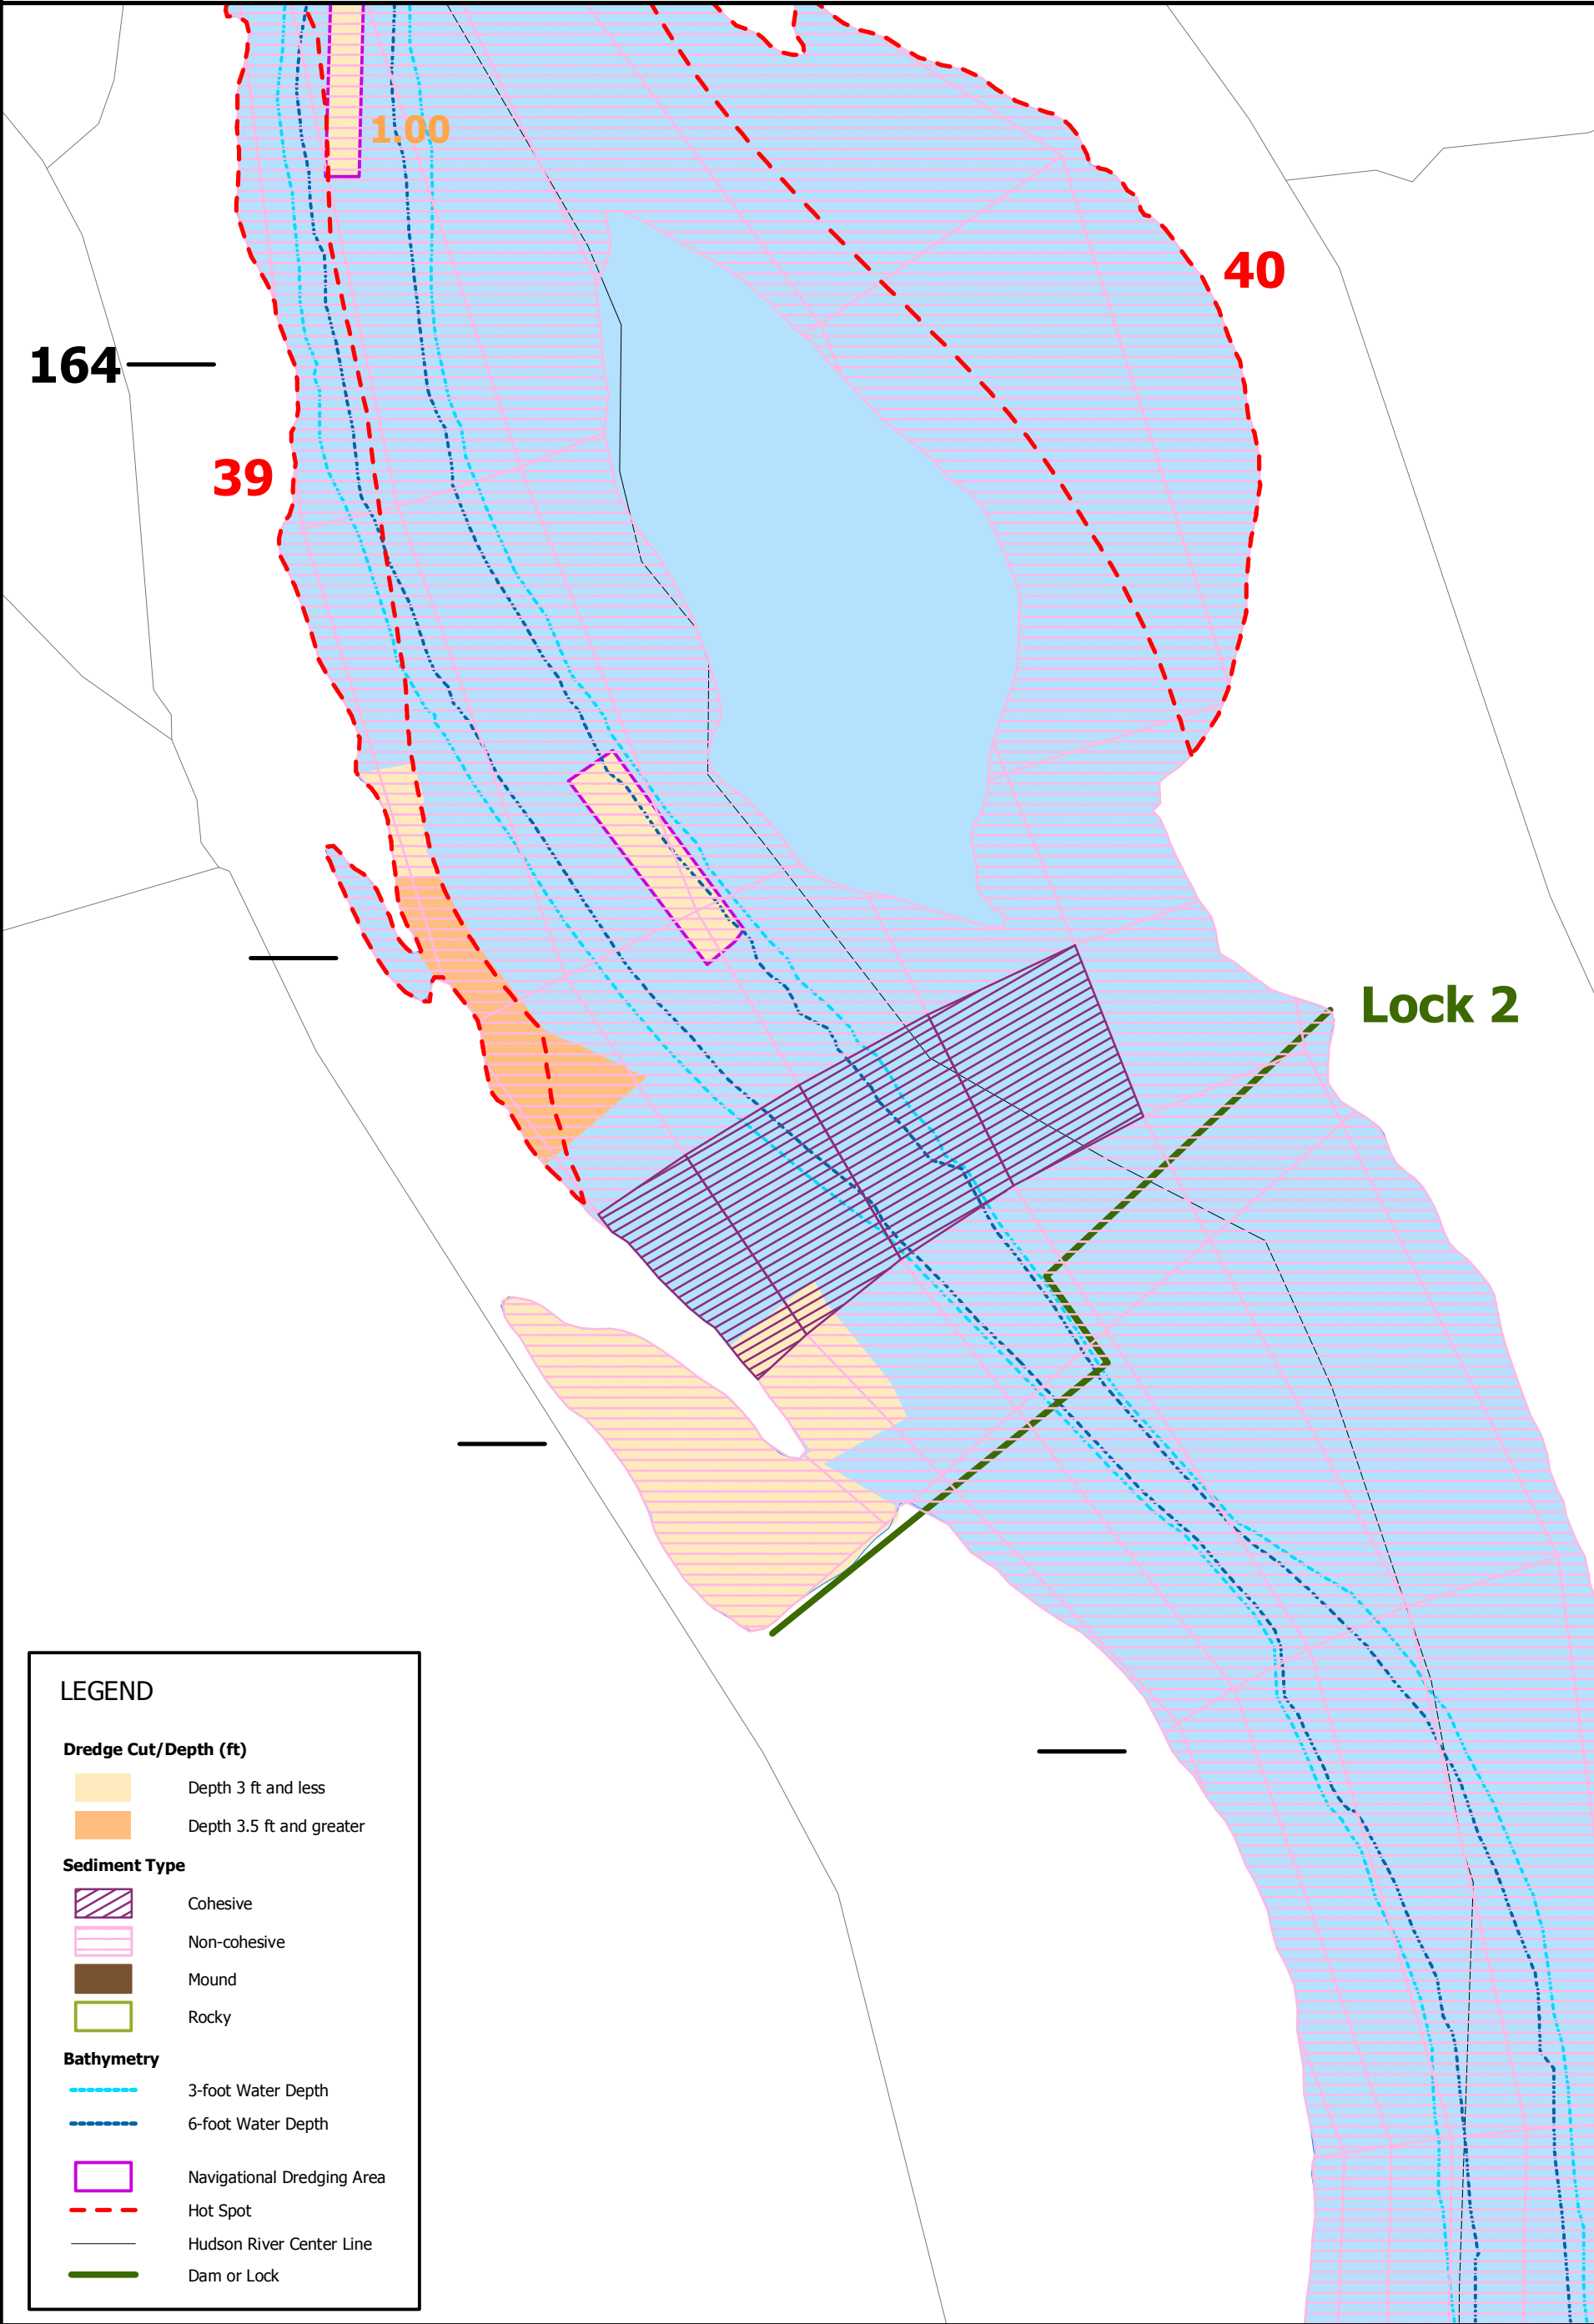 1.00
40
164
39
Lock 2
LEGEND
Dredge Cut/Depth (ft)
Depth 3 ft and less
Depth 3.5 ft and greater
Sediment Type
Cohesive
Non-cohesive
Mound
Rocky
Bathymetry
3-foot Water Depth
6-foot Water Depth
Navigational Dredging Area
Hot Spot
Hudson River Center Line
Dam or Lock